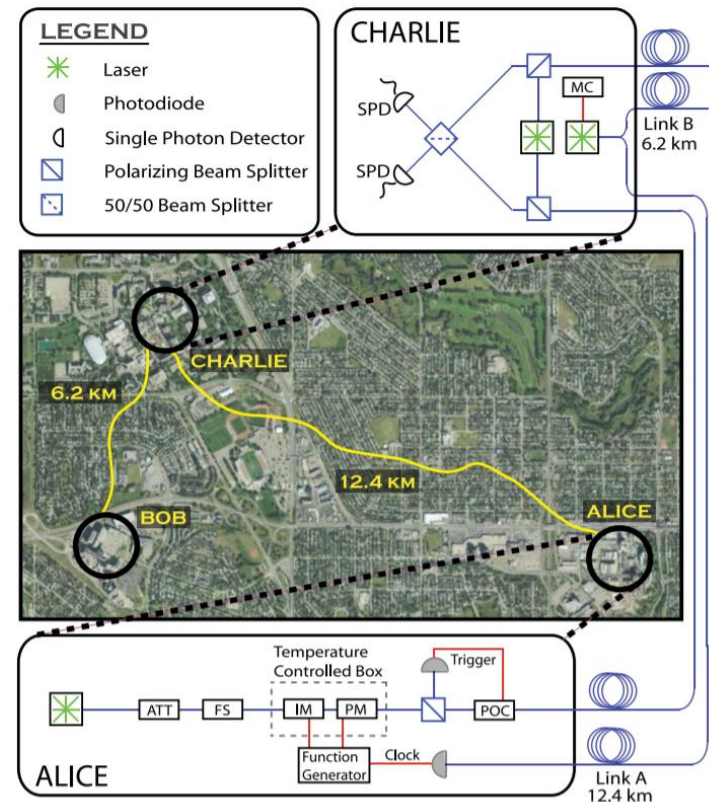 LEGEND
Laser
Photodiode
Single Photon Detector
Polarizing Beam Splitter
50/50 Beam Splitter
CHARLIE
SPD
SPD
MC
Link B
6.2 km
CHARLIE
6.2 KM
12.4 KM
BOB
ALICE
Temperature
Controlled Box
Trigger
ATT
FS
IM
PM
POC
Function
Generator
Clock
ALICE
Link A
12.4 km